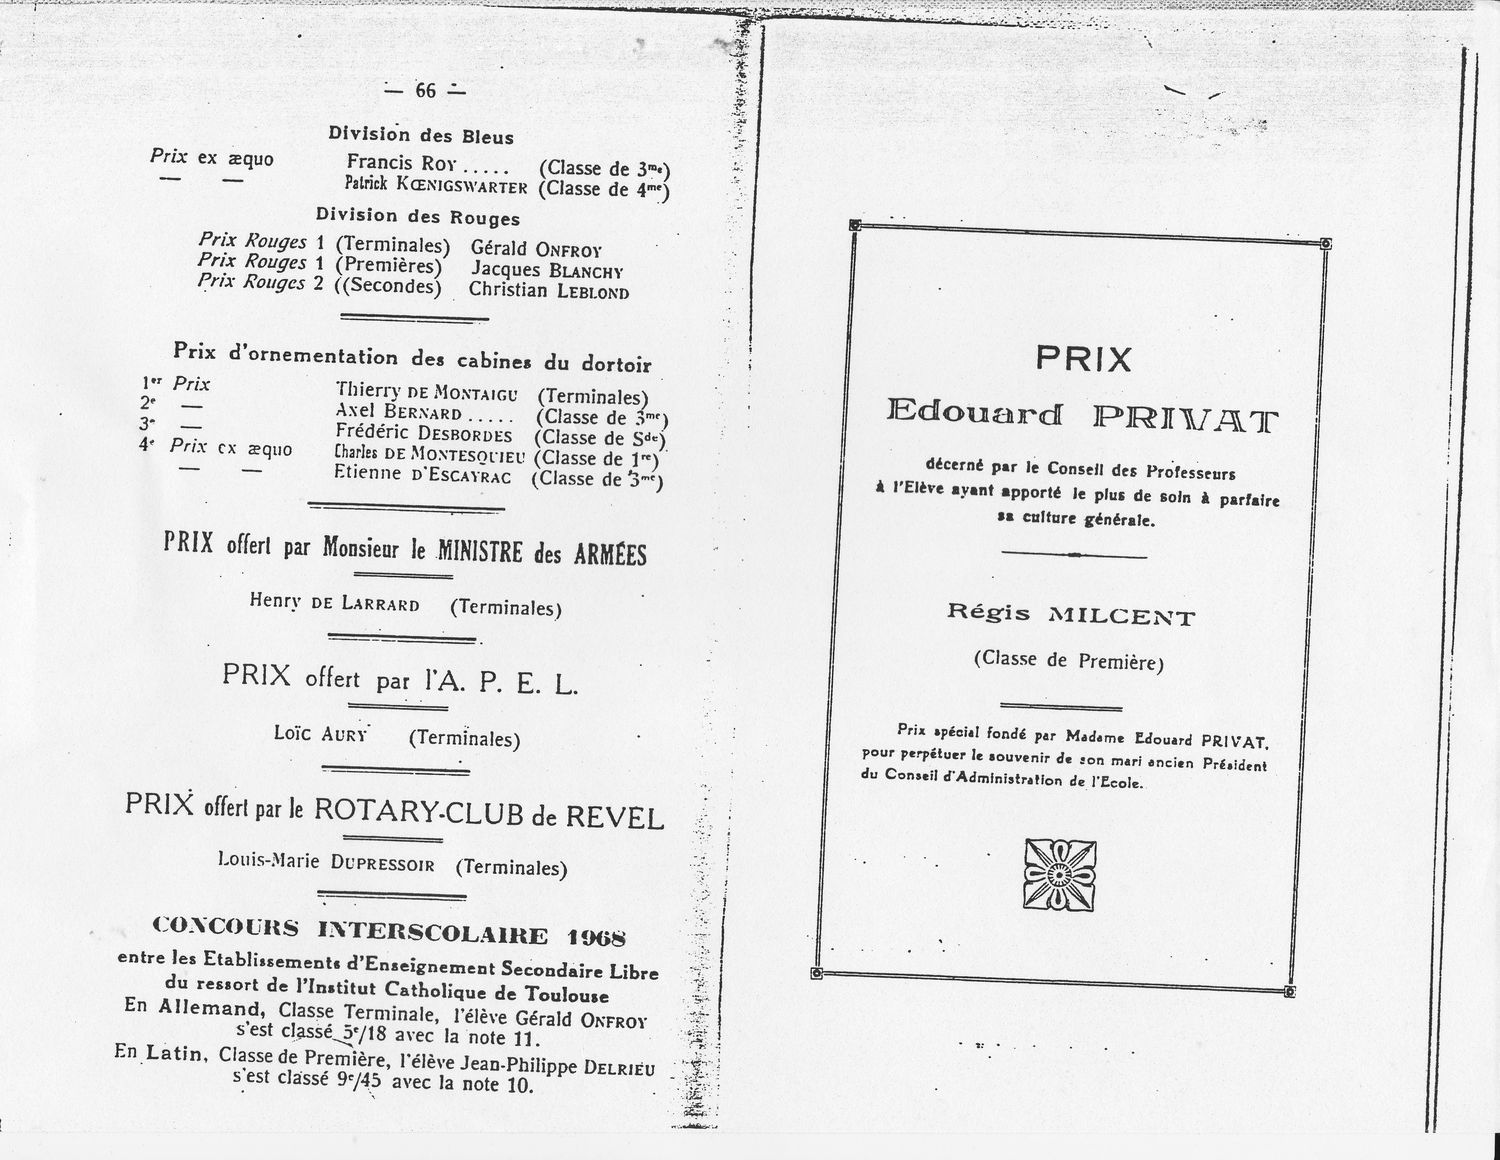 — 66 —
Division des Bleus
Prix ex æquo Francis ROY ..... (Classe de 3me)
— — Patrick KŒNIGSWARTER (Classe de 4me)
Division des Rouges
Prix Rouges 1 (Terminales) Gérald ONFROY
Prix Rouges 1 (Premières) Jacques BLANCHY
Prix Rouges 2 ((Secondes) Christian LEBLOND
Prix d'ornementation des cabines du dortoir
1er Prix Thierry DE MONTAIGU (Terminales)
2e — Axel BERNARD ..... (Classe de 3me)
3e — Frédéric DESBORDES (Classe de Sde)
4e Prix ex æquo Charles DE MONTESQUIEU (Classe de 1re)
— — Etienne D'ESCAYRAC (Classe de 3me)
PRIX offert par Monsieur le MINISTRE des ARMÉES
Henry DE LARRARD (Terminales)
PRIX offert par l'A. P. E. L.
Loïc AURY (Terminales)
PRIX offert par le ROTARY-CLUB de REVEL
Louis-Marie DUPRESSOIR (Terminales)
CONCOURS INTERSCOLAIRE 1968
entre les Etablissements d'Enseignement Secondaire Libre
du ressort de l'Institut Catholique de Toulouse
En Allemand, Classe Terminale, l'élève Gérald ONFROY
s'est classé 5e/18 avec la note 11.
En Latin, Classe de Première, l'élève Jean-Philippe DELRIEU
s'est classé 9e/45 avec la note 10.
PRIX
Edouard PRIVAT
décerné par le Conseil des Professeurs
à l'Elève ayant apporté le plus de soin à parfaire
sa culture générale.
Régis MILCENT
(Classe de Première)
Prix spécial fondé par Madame Edouard PRIVAT,
pour perpétuer le souvenir de son mari ancien Président
du Conseil d'Administration de l'Ecole.